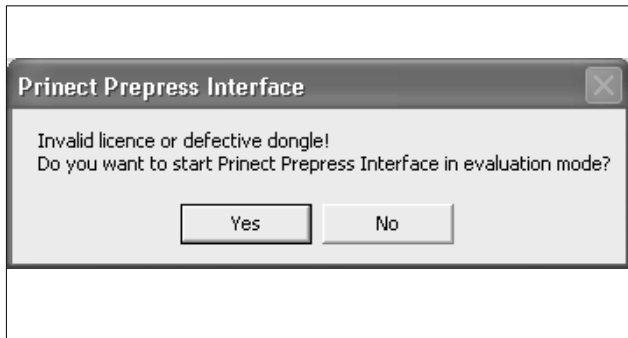 Prinect Prepress Interface
Invalid licence or defective dongle!
Do you want to start Prinect Prepress Interface in evaluation mode?
Yes
No